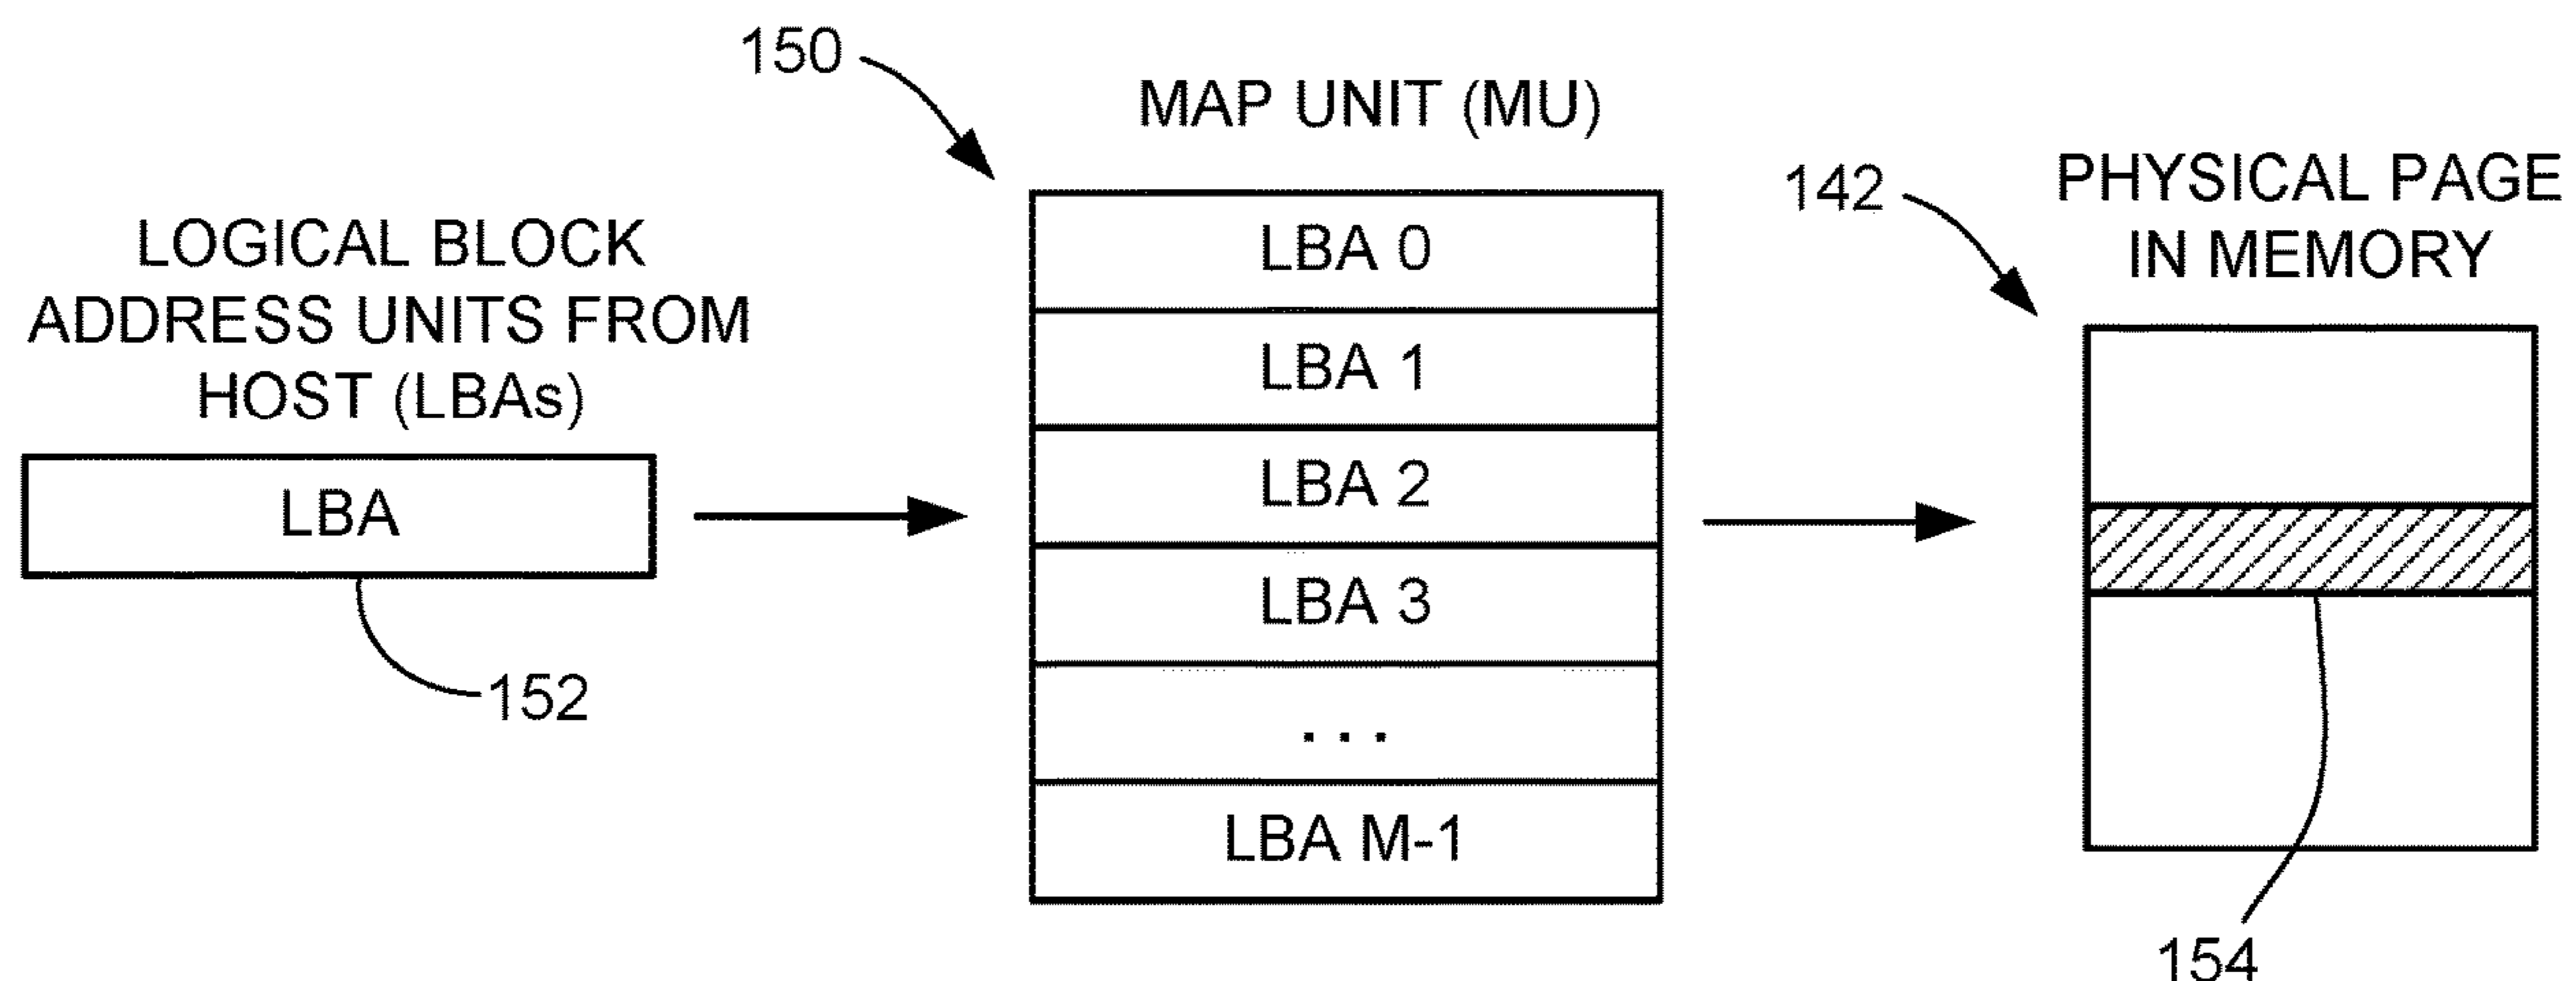 150
MAP UNIT (MU)
142
PHYSICAL PAGE
IN MEMORY
LOGICAL BLOCK
ADDRESS UNITS FROM
HOST (LBAs)
LBA
152
LBA 0
LBA 1
LBA 2
LBA 3
...
LBA M-1
154